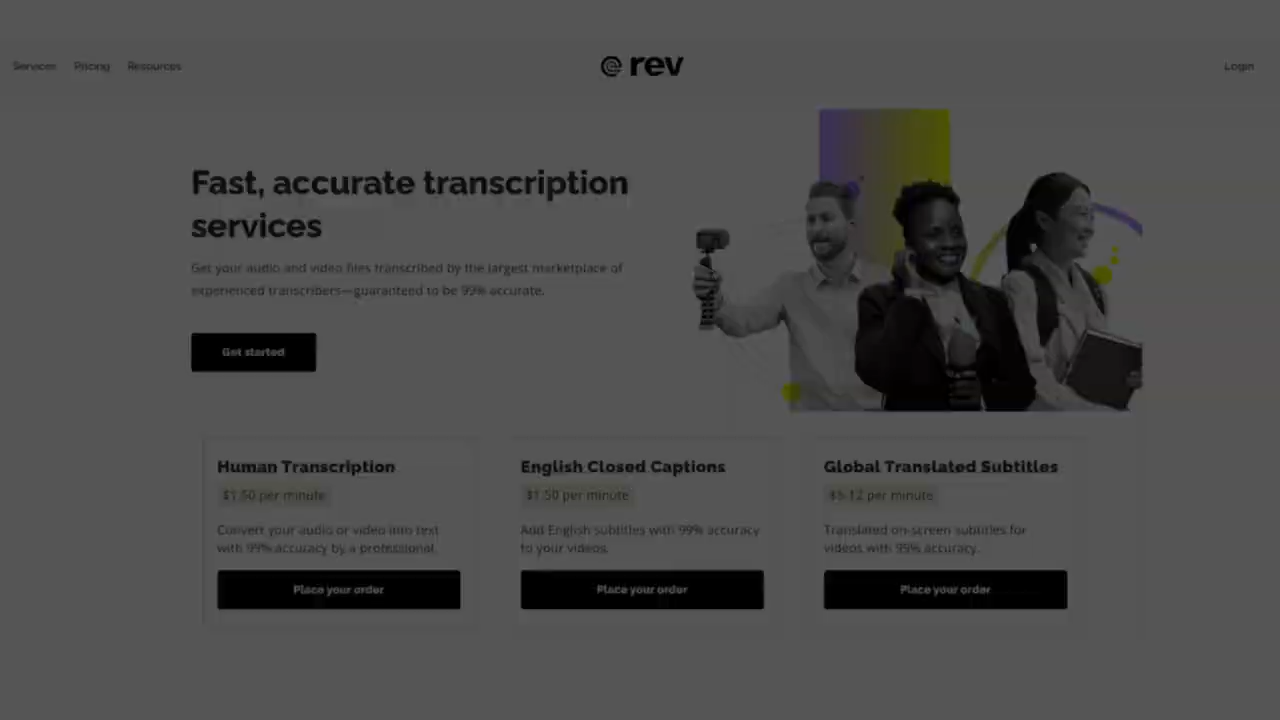 Services Pricing Resources
rev
Login
Fast, accurate transcription
services
Get your audio and video files transcribed by the largest marketplace of
experienced transcribers—guaranteed to be 99% accurate.
Get started
Human Transcription
$1.50 per minute
Convert your audio or video into text
with 99% accuracy by a professional.
Place your order
English Closed Captions
$1.50 per minute
Add English subtitles with 99% accuracy
to your videos.
Place your order
Global Translated Subtitles
$5-12 per minute
Translated on-screen subtitles for
videos with 99% accuracy.
Place your order